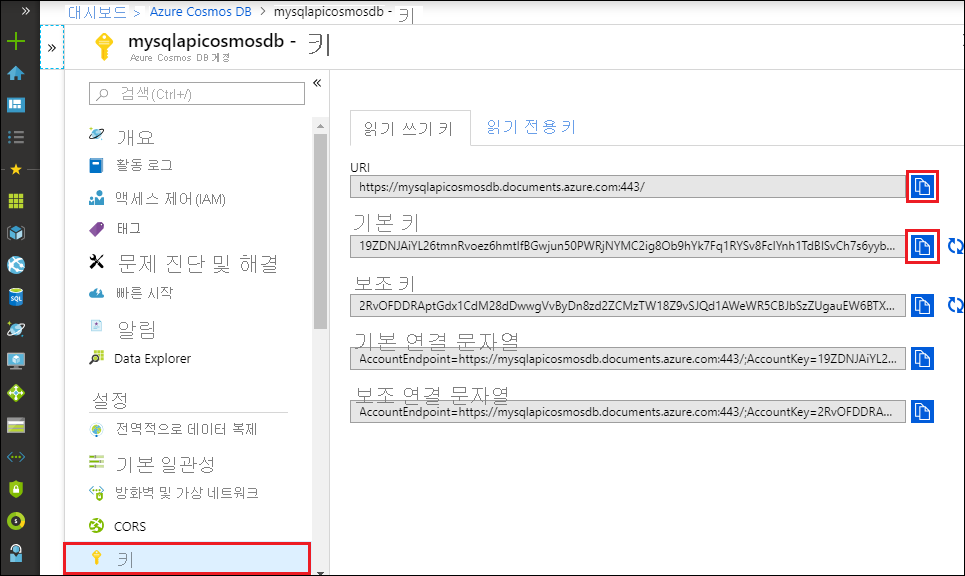 대시보드 > Azure Cosmos DB > mysqlapicosmosdb - 키
mysqlapicosmosdb - 키
Azure Cosmos DB 계정
검색(Ctrl+/)
개요
활동 로그
액세스 제어(IAM)
태그
문제 진단 및 해결
빠른 시작
알림
Data Explorer
설정
전역적으로 데이터 복제
기본 일관성
방화벽 및 가상 네트워크
CORS
키
읽기 쓰기 키
읽기 전용 키
URI
https://mysqlapicosmosdb.documents.azure.com:443/
기본 키
19ZDNJAiYL26tmnRvoez6hmtIfBGwjun50PWRjNYMC2ig8Ob9hYk7Fq1RYSv8FcIYnh1TdBISvCh7s6yyb...
보조 키
2RvOFDDRAptGdx1CdM28dDwwgVvByDn8zd2ZCMzTW18Z9vSJQd1AWeWR5CBJbSzZUgauEW6BTX...
기본 연결 문자열
AccountEndpoint=https://mysqlapicosmosdb.documents.azure.com:443/;AccountKey=19ZDNJAiYL2...
보조 연결 문자열
AccountEndpoint=https://mysqlapicosmosdb.documents.azure.com:443/;AccountKey=2RvOFDDRA...